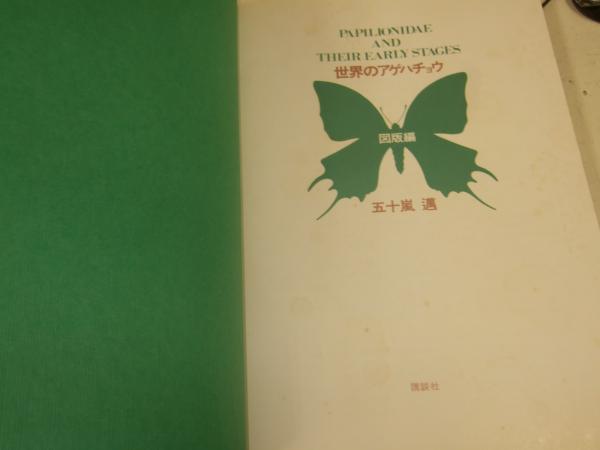 PAPILIONIDAE
AND
THEIR EARLY STAGES
世界のアゲハチョウ
図版編
五十嵐 邁
講談社